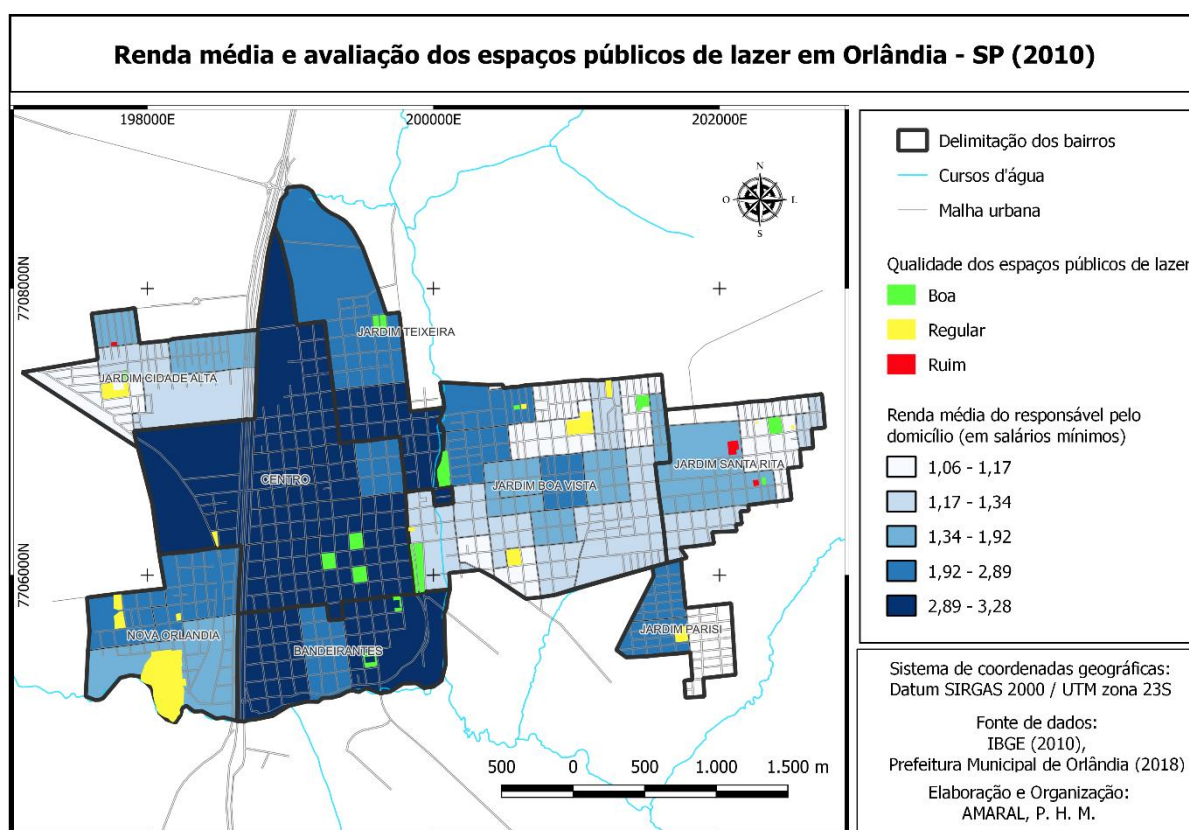 Renda média e avaliação dos espaços públicos de lazer em Orlândia - SP (2010)
198000E
200000E
202000E
7708000N
7706000N
N
O
L
S
JARDIM TEIXEIRA
JARDIM CIDADE ALTA
CENTRO
JARDIM BOA VISTA
JARDIM SANTA RITA
NOVA ORLANDIA
BANDEIRANTES
JARDIM PARISI
500
0
500
1.000
1.500 m
Delimitação dos bairros
Cursos d'água
Malha urbana
Qualidade dos espaços públicos de lazer
Boa
Regular
Ruim
Renda média do responsável pelo
domicílio (em salários mínimos)
1,06 - 1,17
1,17 - 1,34
1,34 - 1,92
1,92 - 2,89
2,89 - 3,28
Sistema de coordenadas geográficas:
Datum SIRGAS 2000 / UTM zona 23S
Fonte de dados:
IBGE (2010),
Prefeitura Municipal de Orlândia (2018)
Elaboração e Organização:
AMARAL, P. H. M.